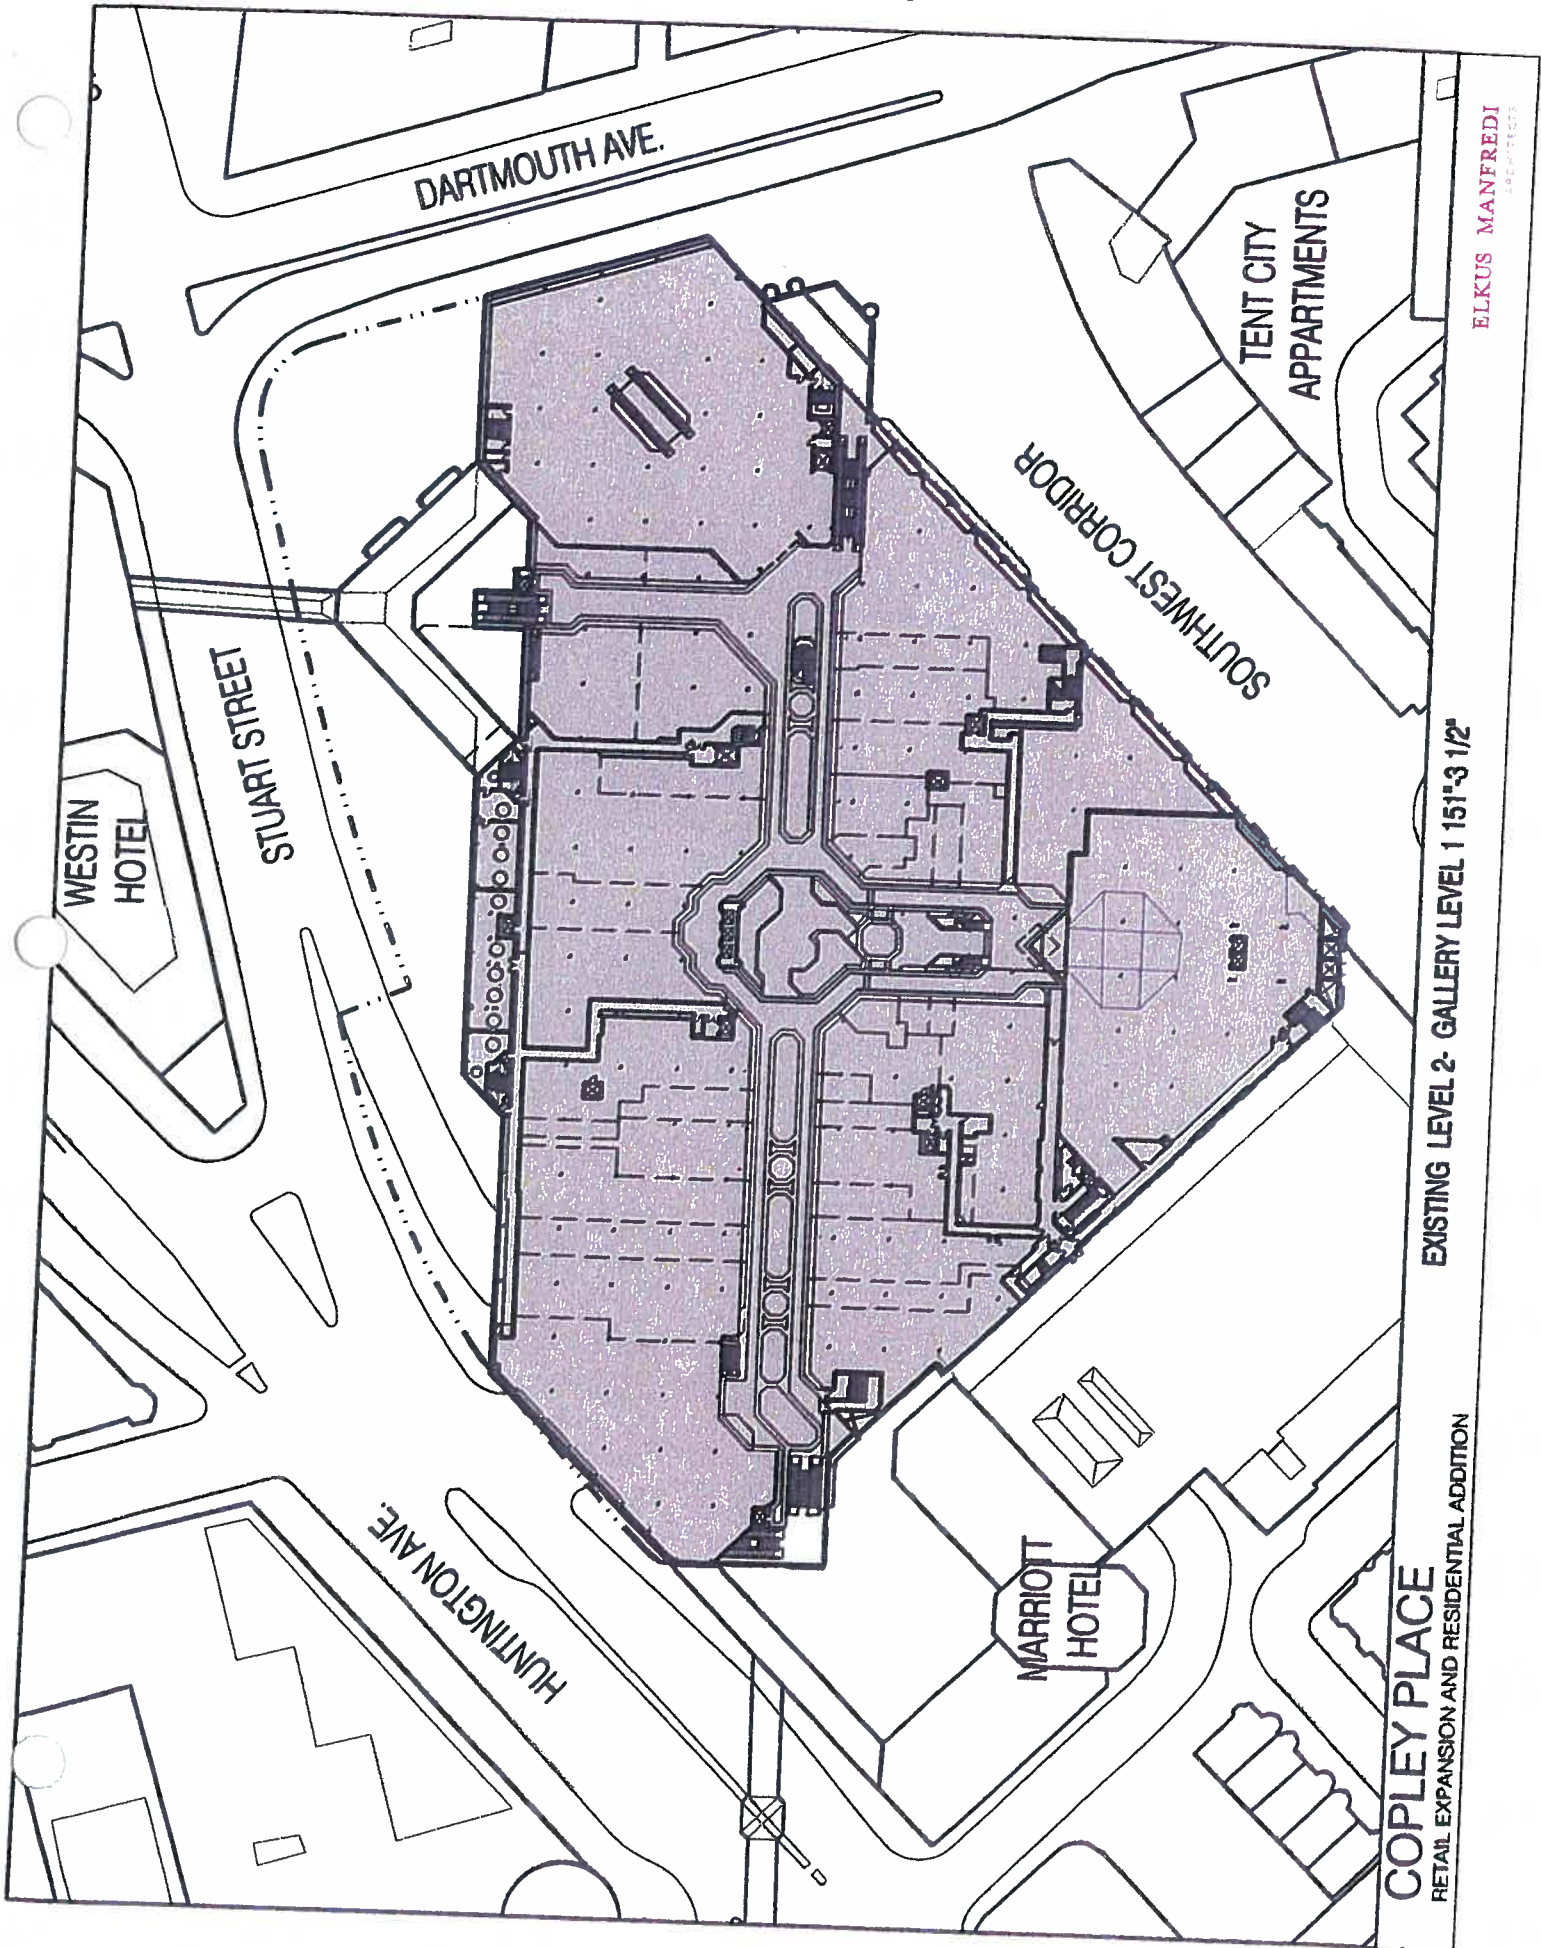 DARTMOUTH AVE.
STUART STREET
WESTIN
HOTEL
HUNTINGTON AVE.
SOUTHWEST CORRIDOR
TENT CITY
APPARTMENTS
MARRIOTT
HOTEL
COPLEY PLACE
RETAIL EXPANSION AND RESIDENTIAL ADDITION
EXISTING LEVEL 2- GALLERY LEVEL 1 151"-3 1/2"
ELKUS MANFREDI
ARCHITECTS